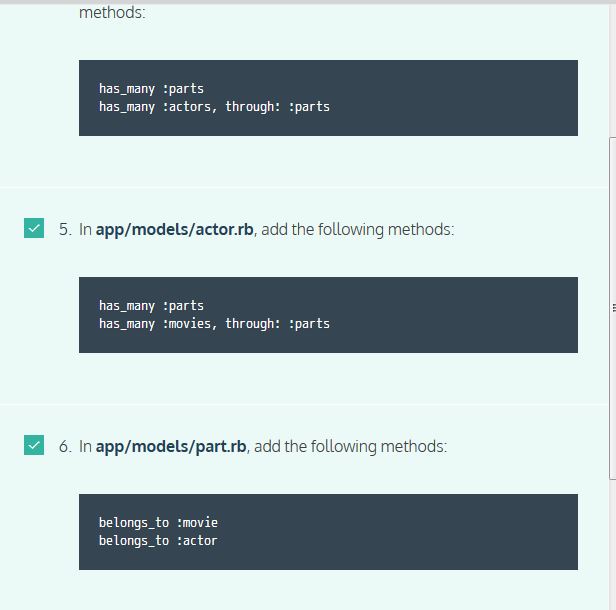 methods:
has_many :parts
has_many :actors, through: :parts
5. In app/models/actor.rb, add the following methods:
has_many :parts
has_many :movies, through: :parts
6. In app/models/part.rb, add the following methods:
belongs_to :movie
belongs_to :actor